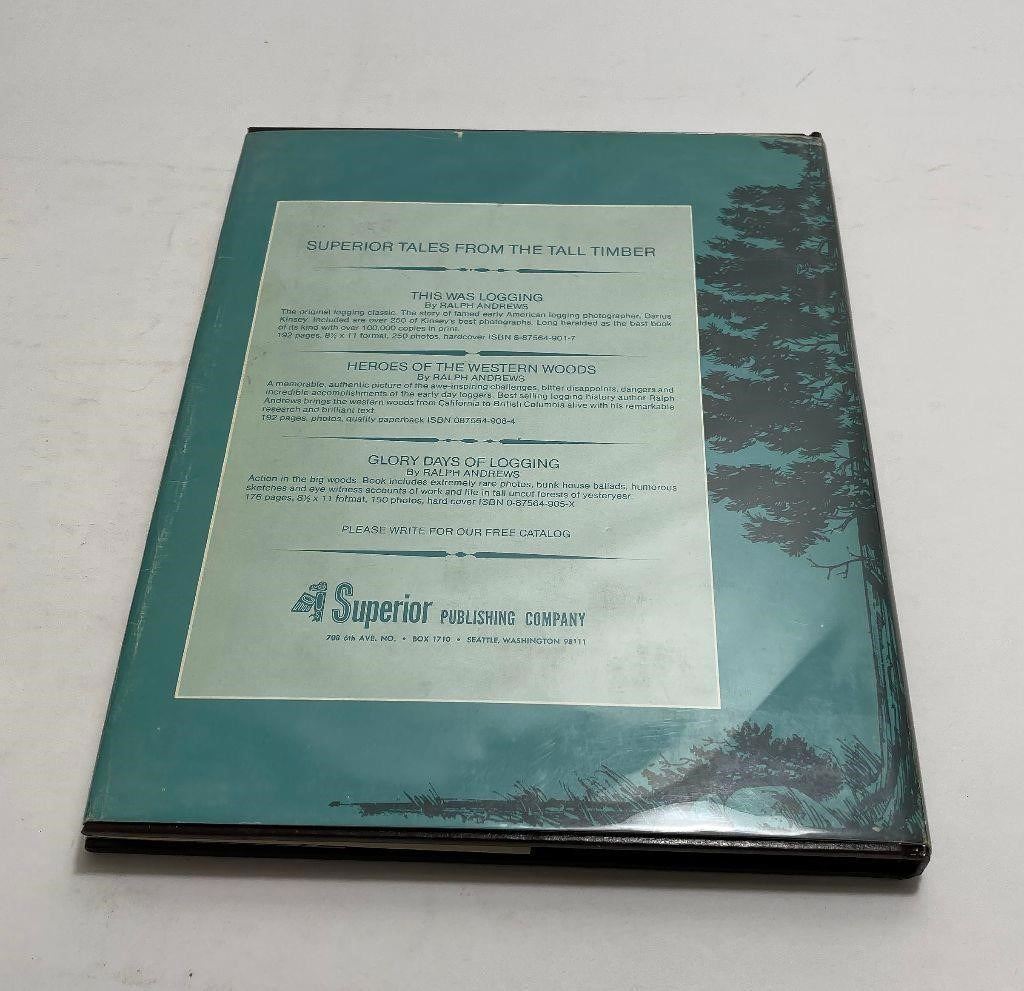 SUPERIOR TALES FROM THE TALL TIMBER
THIS WAS LOGGING
By RALPH ANDREWS
The original logging classic. The story of famed early American logging photographer, Darius
Kinsey. Included are over 250 of Kinsey's best photographs. Long heralded as the best book
of its kind with over 100,000 copies in print.
192 pages, 8½ x 11 format, 250 photos, hardcover ISBN 8-87564-901-7
HEROES OF THE WESTERN WOODS
By RALPH ANDREWS
A memorable, authentic picture of the awe-inspiring challenges, bitter disappoints, dangers and
incredible accomplishments of the early day loggers. Best selling logging history author Ralph
Andrews brings the western woods from California to British Columbia alive with his remarkable
research and brilliant text.
192 pages, photos, quality paperback ISBN 087564-908-4
GLORY DAYS OF LOGGING
By RALPH ANDREWS
Action in the big woods. Book includes extremely rare photos, bunk house ballads, humorous
sketches and eye witness accounts of work and life in tall uncut forests of yesteryear.
176 pages, 8½ x 11 format, 190 photos, hard cover ISBN 0-87564-905-X
PLEASE WRITE FOR OUR FREE CATALOG
Superior PUBLISHING COMPANY
708 6th AVE. NO. • BOX 1710 • SEATTLE, WASHINGTON 98111